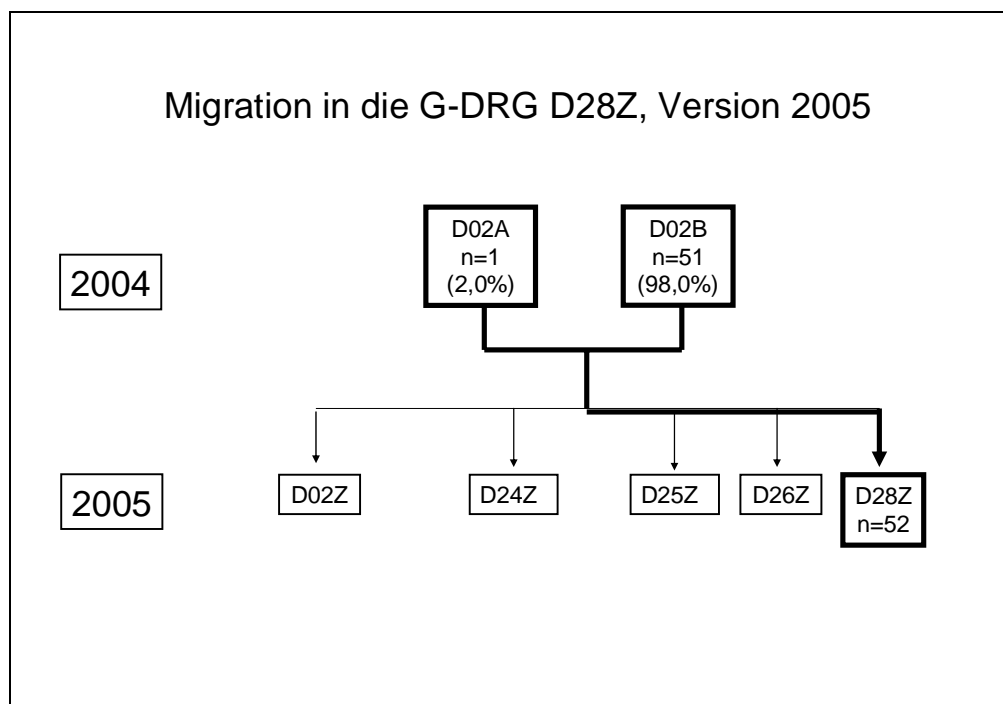 Migration in die G-DRG D28Z, Version 2005
2004
D02A
n=1
(2,0%)
D02B
n=51
(98,0%)
2005
D02Z
D24Z
D25Z
D26Z
D28Z
n=52